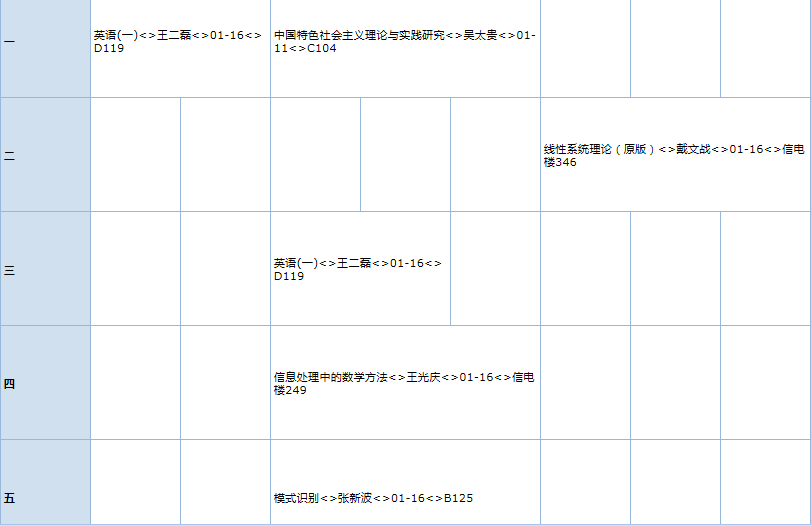 一
英语(一)<>王二磊<>01-16<>
D119
中国特色社会主义理论与实践研究<>吴太贵<>01-
11<>C104
二
线性系统理论（原版）<>戴文战<>01-16<>信电
楼346
三
英语(一)<>王二磊<>01-16<>
D119
四
信息处理中的数学方法<>王光庆<>01-16<>信电
楼249
五
模式识别<>张新波<>01-16<>B125